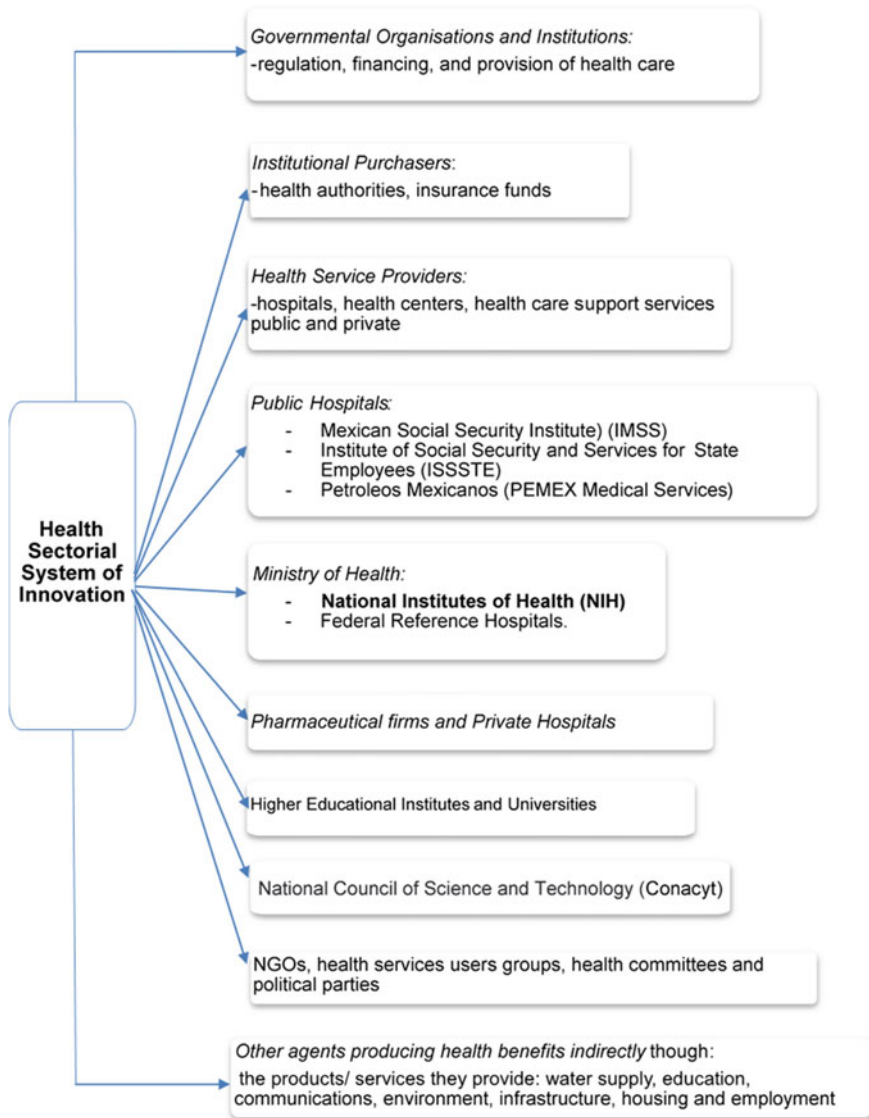 Governmental Organisations and Institutions:
-regulation, financing, and provision of health care
Institutional Purchasers:
-health authorities, insurance funds
Health Service Providers:
-hospitals, health centers, health care support services
public and private
Public Hospitals:
- Mexican Social Security Institute) (IMSS)
- Institute of Social Security and Services for State
Employees (ISSSTE)
- Petroleos Mexicanos (PEMEX Medical Services)
Health
Sectorial
System of
Innovation
Ministry of Health:
- National Institutes of Health (NIH)
- Federal Reference Hospitals.
Pharmaceutical firms and Private Hospitals
Higher Educational Institutes and Universities
National Council of Science and Technology (Conacyt)
NGOs, health services users groups, health committees and
political parties
Other agents producing health benefits indirectly though:
the products/ services they provide: water supply, education,
communications, environment, infrastructure, housing and employment